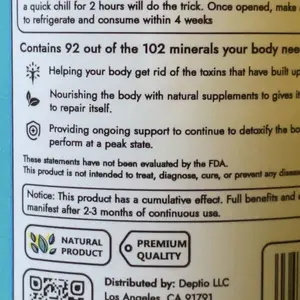 a quick chill for 2 hours will do the trick. Once opened, make
to refrigerate and consume within 4 weeks
Contains 92 out of the 102 minerals your body nee
Helping your body get rid of the toxins that have built up
Nourishing the body with natural supplements to gives it
to repair itself.
Providing ongoing support to continue to detoxify the bo
perform at a peak state.
These statements have not been evaluated by the FDA.
This product is not intended to treat, diagnose, cure, or prevent any diseas
Notice: This product has a cumulative effect. Full benefits and
manifest after 2-3 months of continuous use.
NATURAL
PRODUCT
PREMIUM
QUALITY
Distributed by: Deptio LLC
Los Angeles, CA 91791